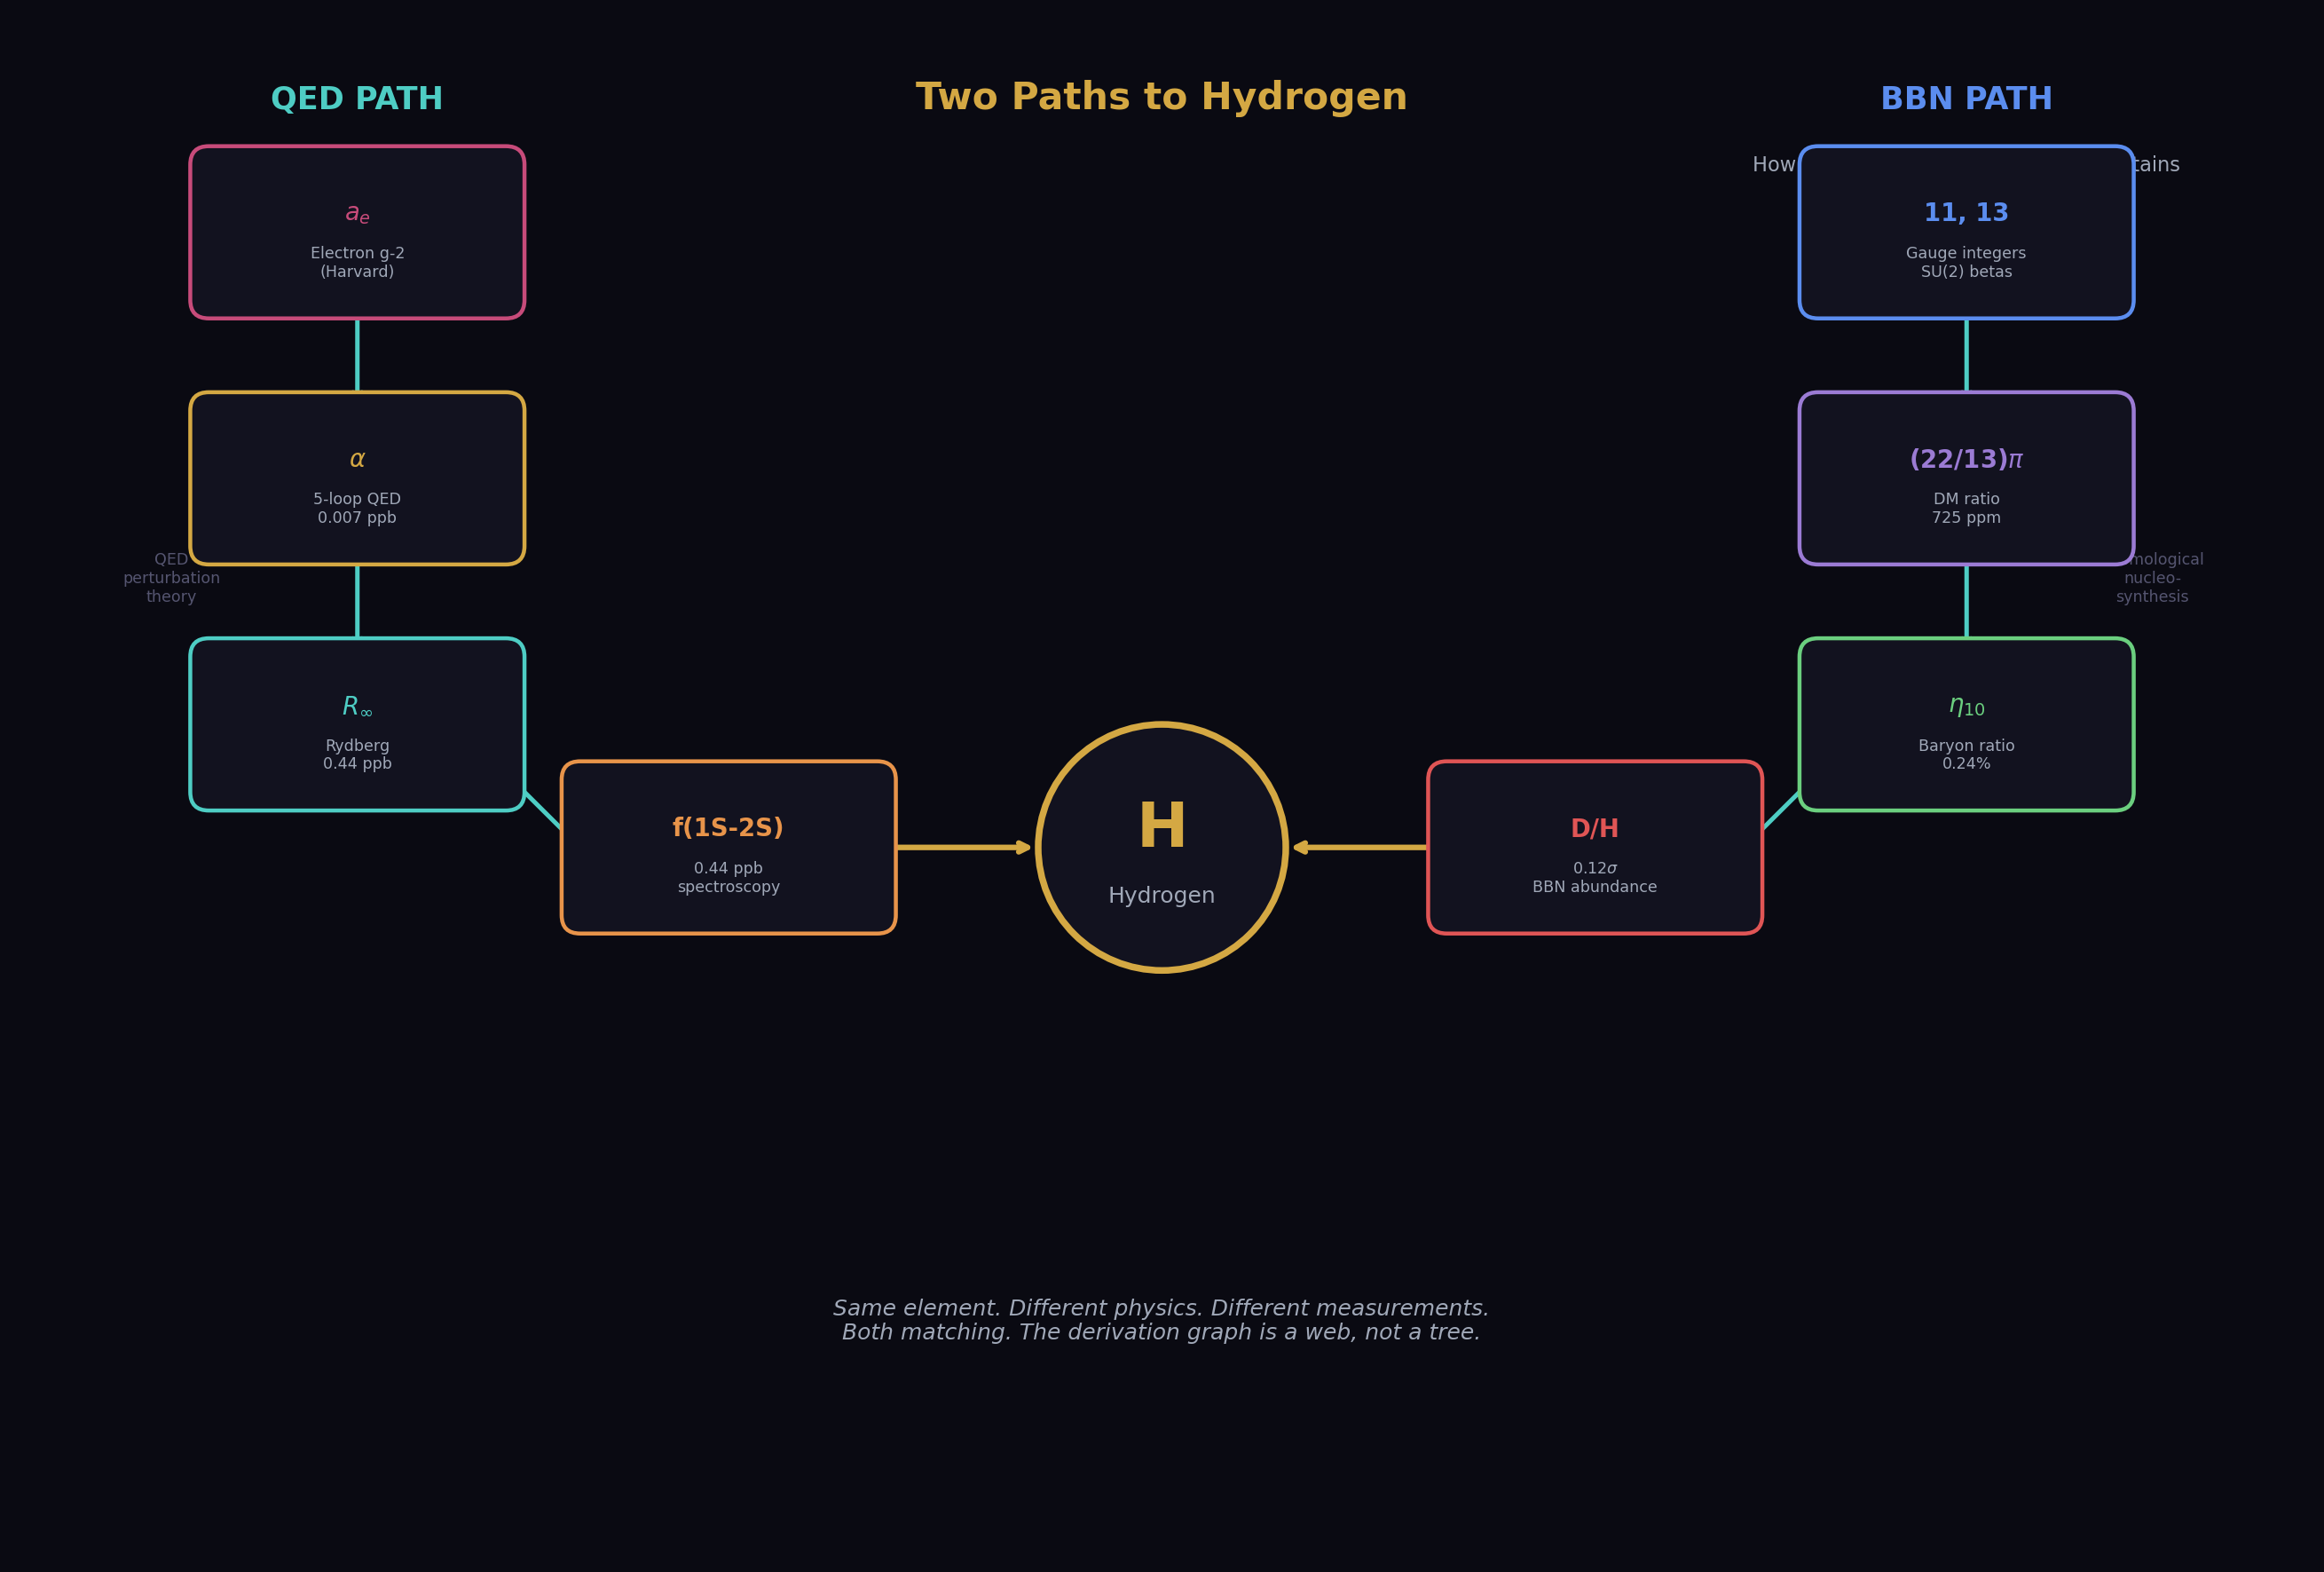 QED PATH
Two Paths to Hydrogen
BBN PATH
How
tains
a_e
Electron g-2
(Harvard)
11, 13
Gauge integers
SU(2) betas
α
5-loop QED
0.007 ppb
(22/13)π
DM ratio
725 ppm
QED
perturbation
theory
mological
nucleo-
synthesis
R∞
Rydberg
0.44 ppb
η₁₀
Baryon ratio
0.24%
f(1S-2S)
0.44 ppb
spectroscopy
H
Hydrogen
D/H
0.12σ
BBN abundance
Same element. Different physics. Different measurements.
Both matching. The derivation graph is a web, not a tree.